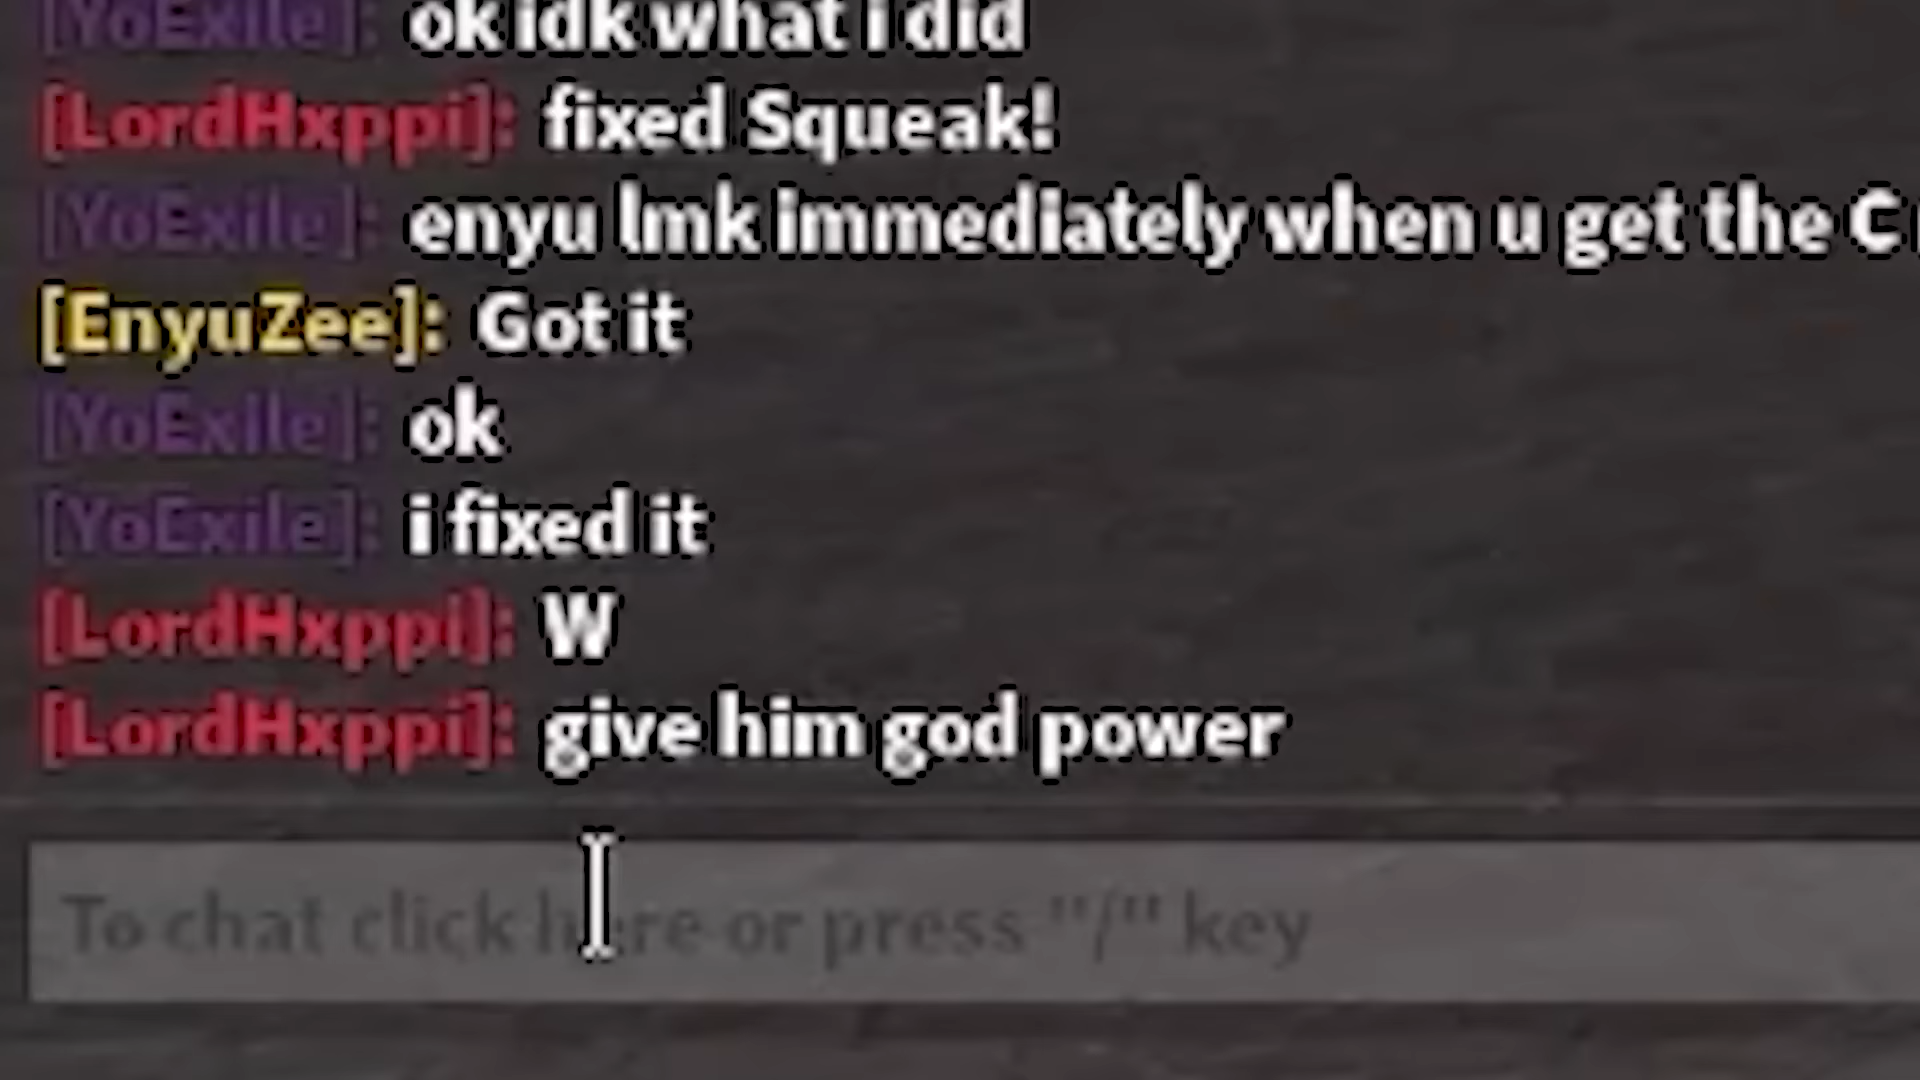 [YoExile]: ok idk what i did
[LordHxppi]: fixed Squeak!
[YoExile]: enyu lmk immediately when u get the C
[EnyuZee]: Got it
[YoExile]: ok
[YoExile]: i fixed it
[LordHxppi]: W
[LordHxppi]: give him god power
To chat click here or press "/" key